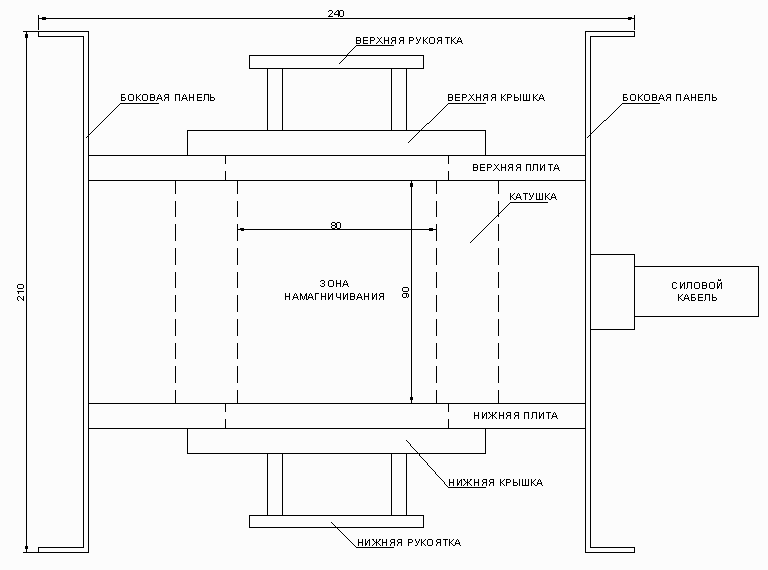 240
ВЕРХНЯЯ РУКОЯТКА
БОКОВАЯ ПАНЕЛЬ
ВЕРХНЯЯ КРЫШКА
БОКОВАЯ ПАНЕЛЬ
ВЕРХНЯЯ ПЛИТА
КАТУШКА
80
ЗОНА
НАМАГНИЧИВАНИЯ
90
210
СИЛОВОЙ
КАБЕЛЬ
НИЖНЯЯ ПЛИТА
НИЖНЯЯ КРЫШКА
НИЖНЯЯ РУКОЯТКА